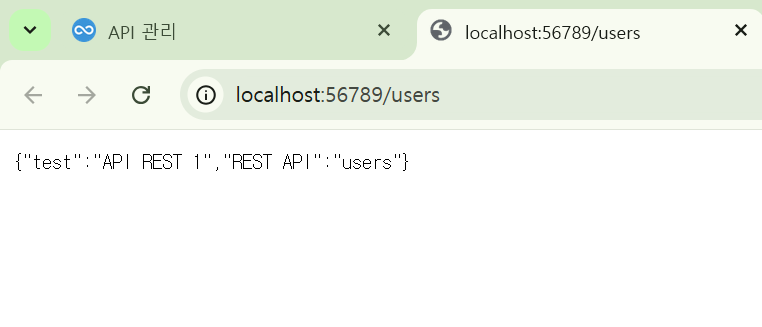 API 관리
localhost:56789/users
localhost:56789/users
{"test":"API REST 1","REST API":"users"}